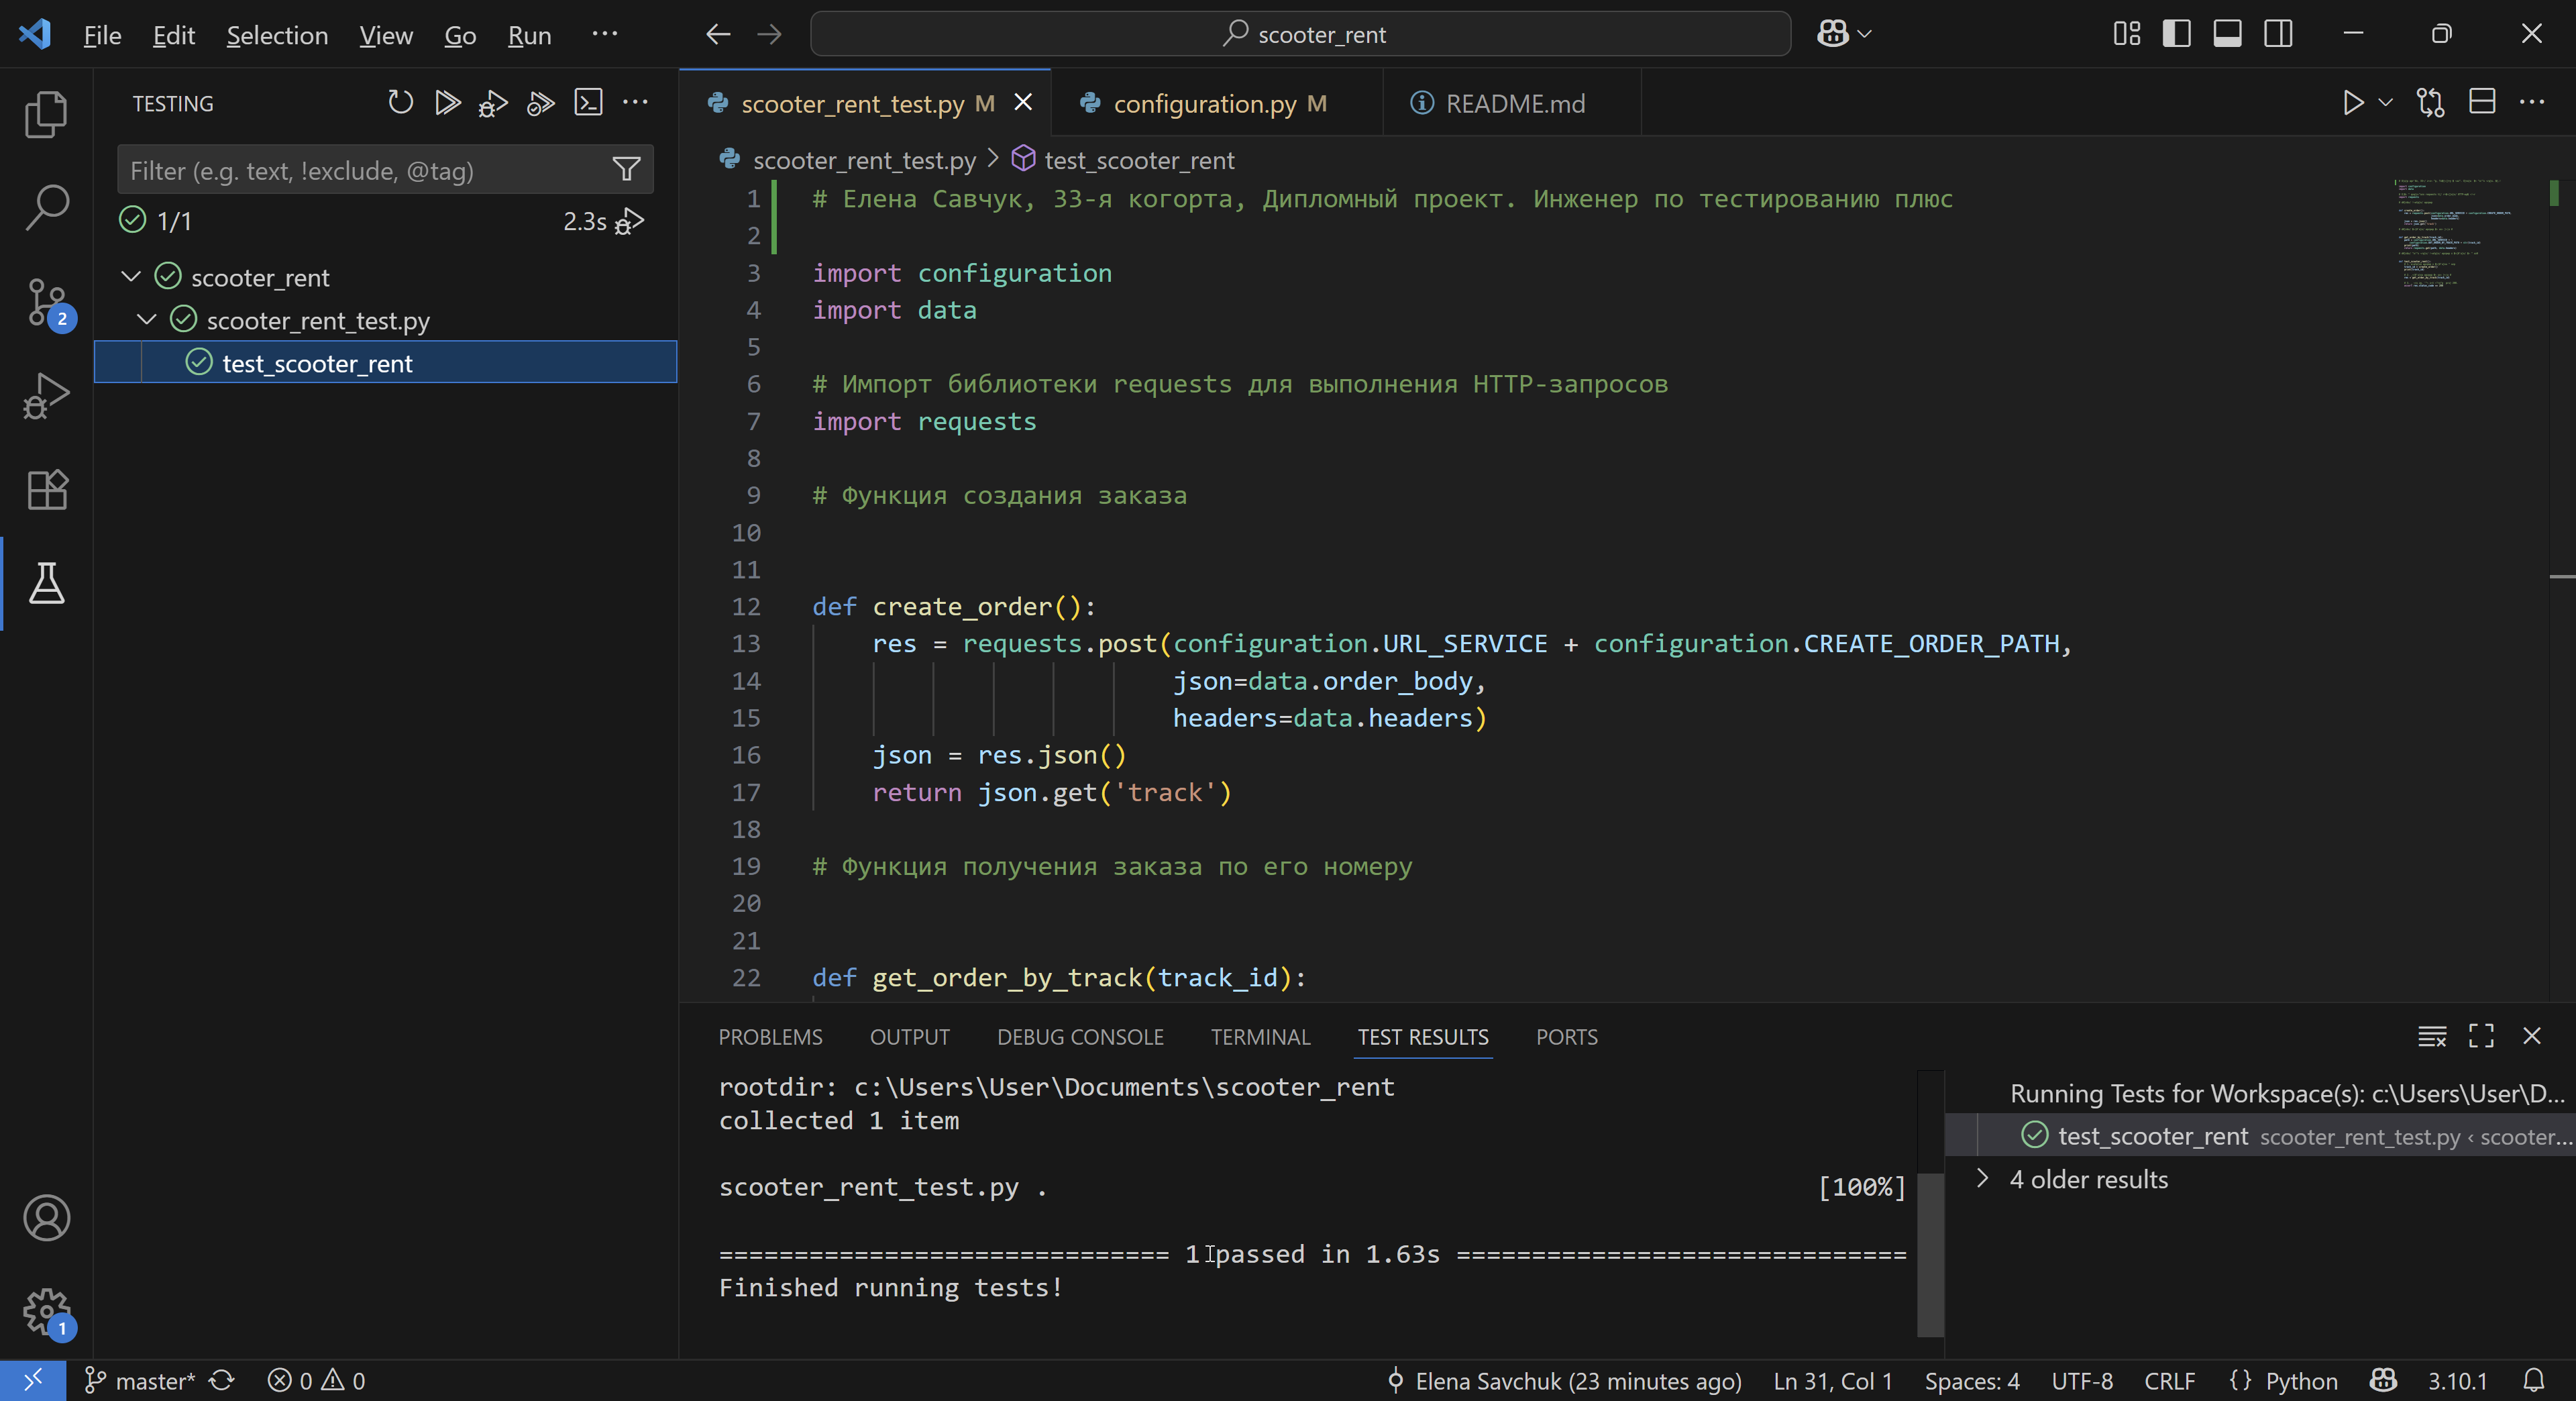 File Edit Selection View Go Run ··· scooter_rent
TESTING
Filter (e.g. text, !exclude, @tag)
1/1 2.3s
scooter_rent
scooter_rent_test.py
test_scooter_rent
2
1
scooter_rent_test.py M configuration.py M README.md
scooter_rent_test.py > test_scooter_rent
1 # Елена Савчук, 33-я когорта, Дипломный проект. Инженер по тестированию плюс
2
3 import configuration
4 import data
5
6 # Импорт библиотеки requests для выполнения HTTP-запросов
7 import requests
8
9 # Функция создания заказа
10
11
12 def create_order():
13 res = requests.post(configuration.URL_SERVICE + configuration.CREATE_ORDER_PATH,
14 json=data.order_body,
15 headers=data.headers)
16 json = res.json()
17 return json.get('track')
18
19 # Функция получения заказа по его номеру
20
21
22 def get_order_by_track(track_id):
PROBLEMS OUTPUT DEBUG CONSOLE TERMINAL TEST RESULTS PORTS
rootdir: c:\Users\User\Documents\scooter_rent
collected 1 item
scooter_rent_test.py . [100%]
============================== 1 passed in 1.63s ==============================
Finished running tests!
Running Tests for Workspace(s): c:\Users\User\D...
test_scooter_rent scooter_rent_test.py ‹ scooter...
4 older results
master* 0 0 Elena Savchuk (23 minutes ago) Ln 31, Col 1 Spaces: 4 UTF-8 CRLF {} Python 3.10.1